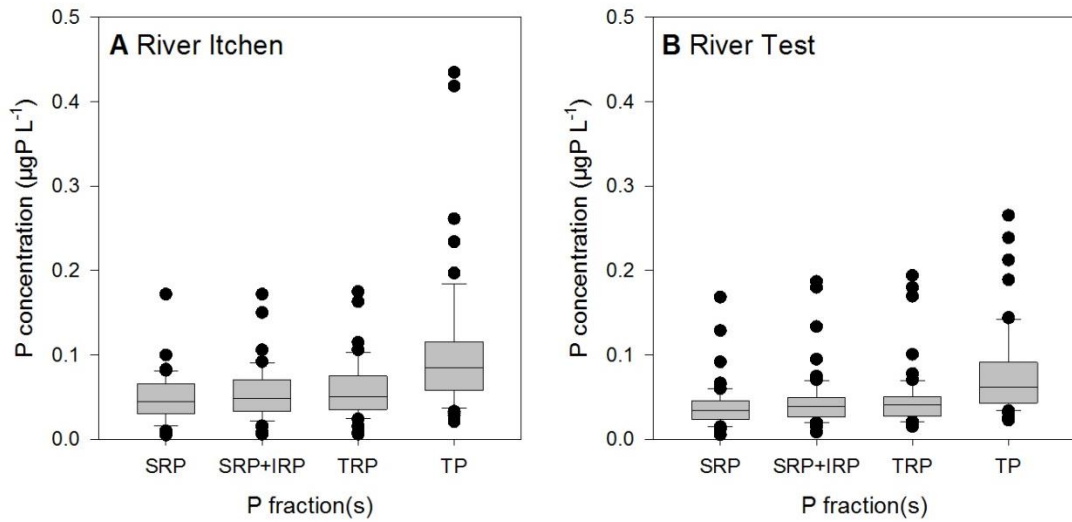 A River Itchen
P concentration (µgP L⁻¹)
0.5
0.4
0.3
0.2
0.1
0.0
SRP SRP+IRP TRP TP
P fraction(s)
B River Test
P concentration (µgP L⁻¹)
0.5
0.4
0.3
0.2
0.1
0.0
SRP SRP+IRP TRP TP
P fraction(s)